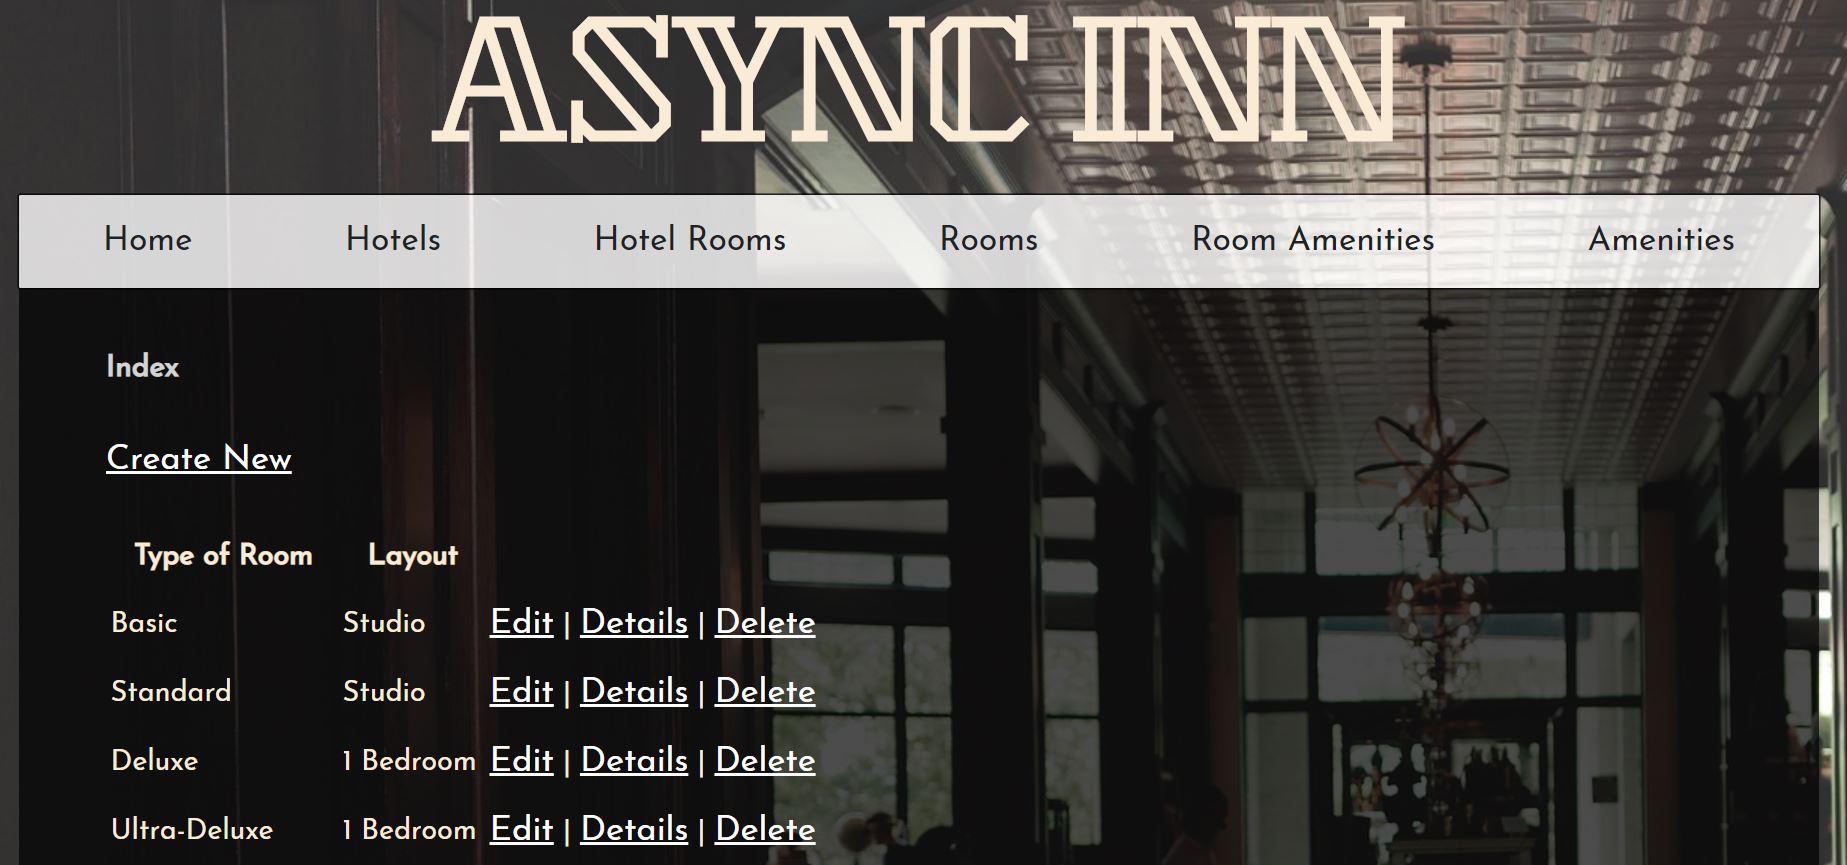 ASYNC INN
Home Hotels Hotel Rooms Rooms Room Amenities Amenities
Index
Create New
Type of Room Layout
Basic Studio Edit | Details | Delete
Standard Studio Edit | Details | Delete
Deluxe 1 Bedroom Edit | Details | Delete
Ultra-Deluxe 1 Bedroom Edit | Details | Delete